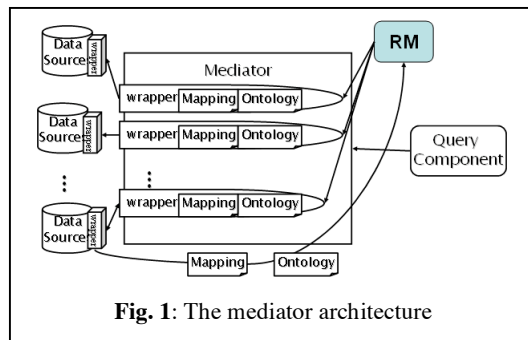 Data
Source
wrapper
Mediator
RM
wrapper Mapping Ontology
Data
Source
wrapper
wrapper Mapping Ontology
Query
Component
⋮
⋮
Data
Source
wrapper
wrapper Mapping Ontology
Mapping
Ontology
Fig. 1: The mediator architecture